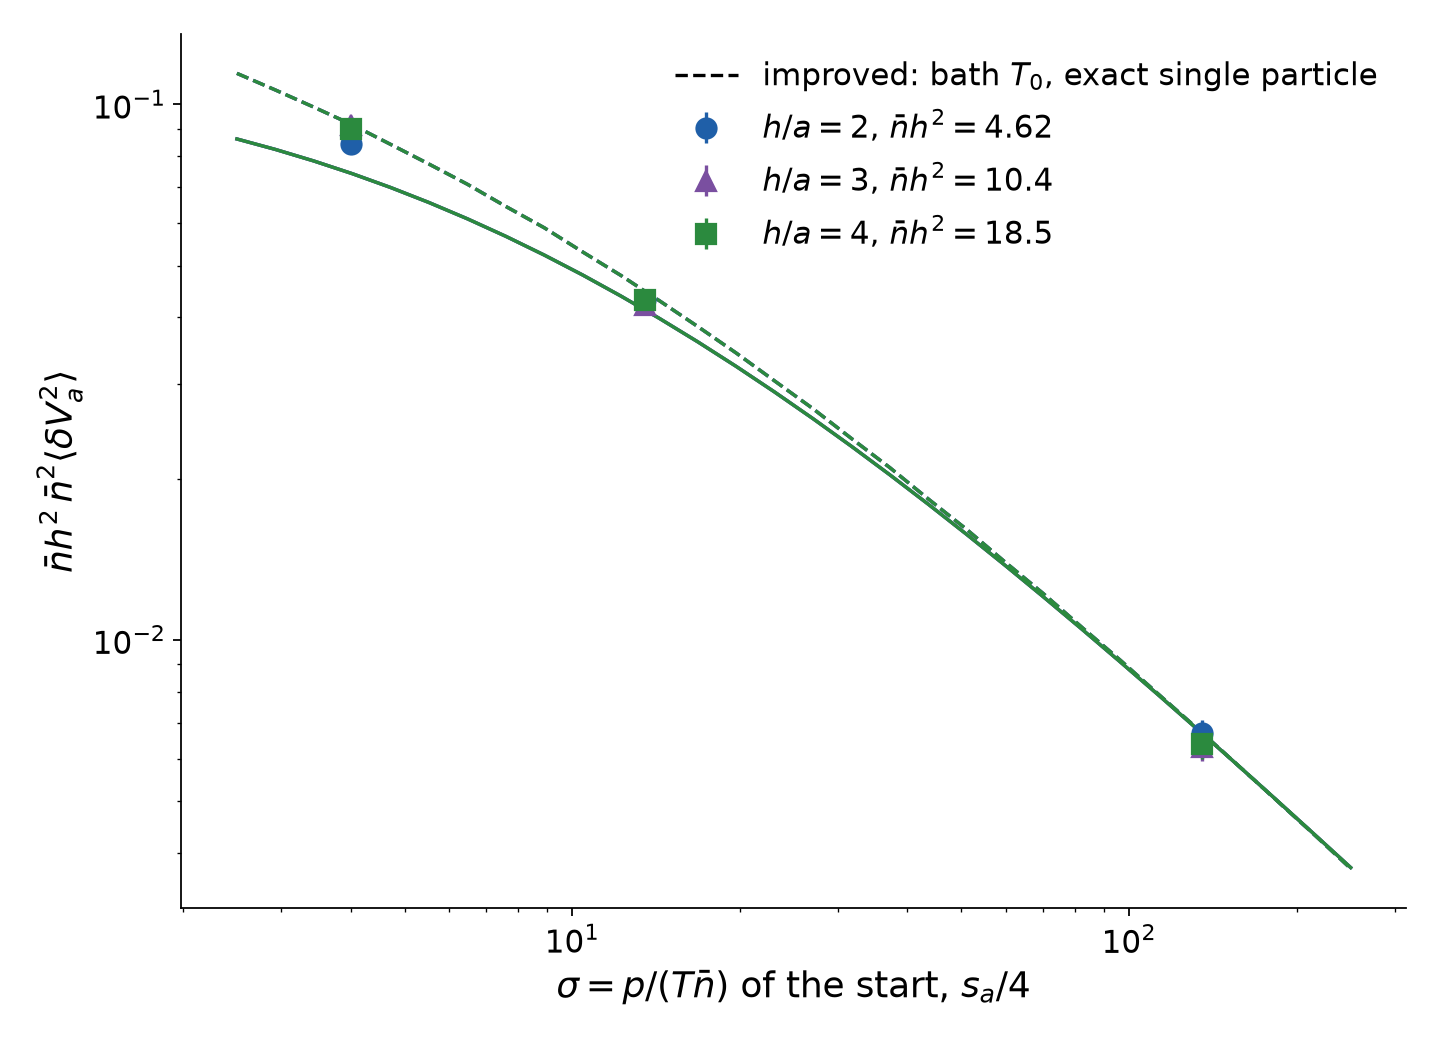 improved: bath $T_0$, exact single particle
$h/a = 2$, $\bar{n}h^2 = 4.62$
$h/a = 3$, $\bar{n}h^2 = 10.4$
$h/a = 4$, $\bar{n}h^2 = 18.5$
$10^{-1}$
$10^{-2}$
$\bar{n}h^2\,\bar{n}^2\langle\delta V_a^2\rangle$
$10^1$
$10^2$
$\sigma = p/(T\bar{n})$ of the start, $s_a/4$